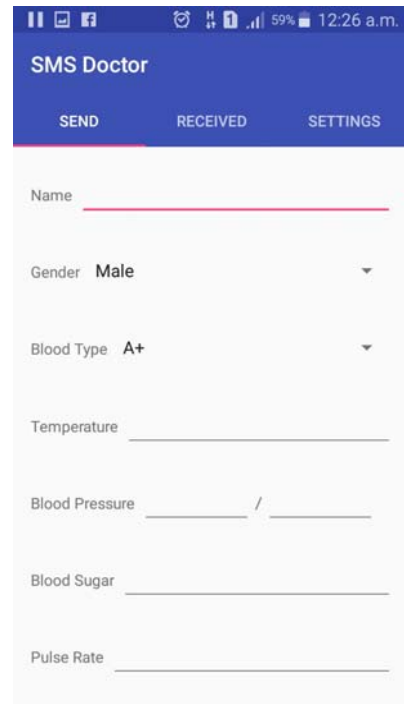 59% 12:26 a.m.
SMS Doctor
SEND RECEIVED SETTINGS
Name
Gender Male
Blood Type A+
Temperature
Blood Pressure /
Blood Sugar
Pulse Rate